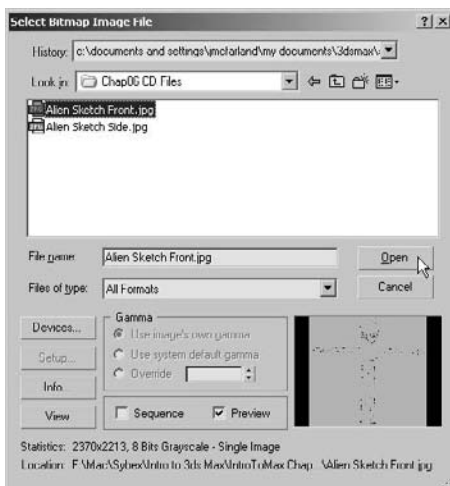 Select Bitmap Image File
History: c:\documents and settings\mcfarland\my documents\3dsmax\
Look in: Chap06 CD Files
Alien Sketch Front.jpg
Alien Sketch Side.jpg
File name: Alien Sketch Front.jpg Open
Files of type: All Formats Cancel
Devices... Gamma
Use image's own gamma
Setup... Use system default gamma
Override
Info
View Sequence Preview
Statistics: 2370x2213, 8 Bits Grayscale - Single Image
Location: F:\Mac\Sybex\Intro to 3ds Max\IntroToMax Chap...\Alien Sketch Front.jpg